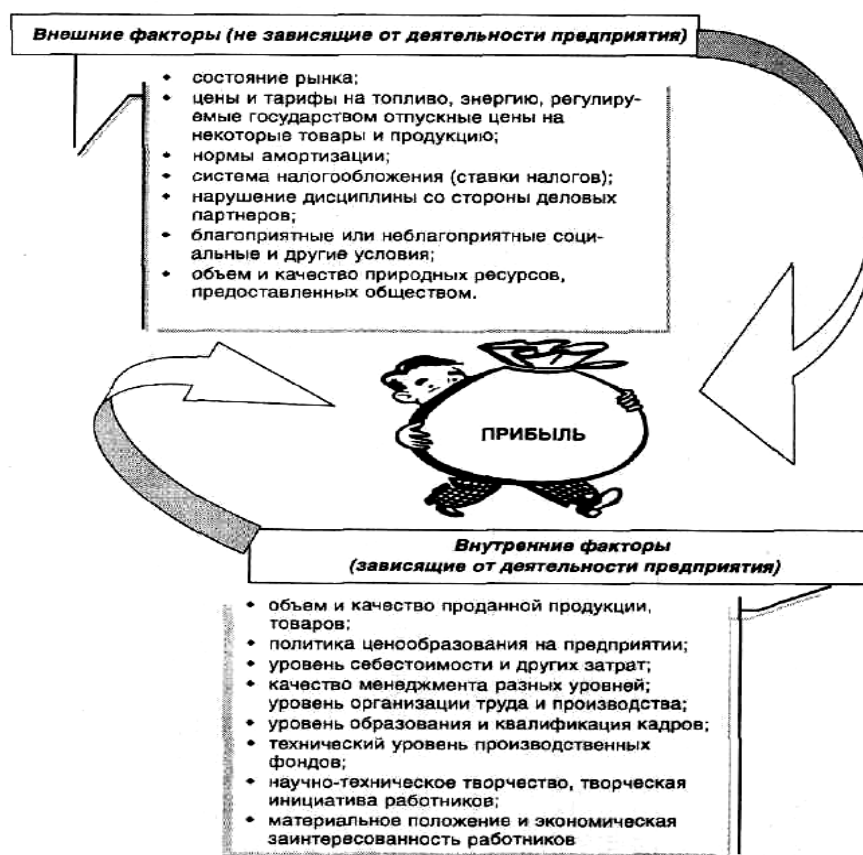 Внешние факторы (не зависящие от деятельности предприятия)
• состояние рынка;
• цены и тарифы на топливо, энергию, регулиру-
емые государством отпускные цены на
некоторые товары и продукцию;
• нормы амортизации;
• система налогообложения (ставки налогов);
• нарушение дисциплины со стороны деловых
партнеров;
• благоприятные или неблагоприятные соци-
альные и другие условия;
• объем и качество природных ресурсов,
предоставленных обществом.
ПРИБЫЛЬ
Внутренние факторы
(зависящие от деятельности предприятия)
• объем и качество проданной продукции,
товаров;
• политика ценообразования на предприятии;
• уровень себестоимости и других затрат;
• качество менеджмента разных уровней;
уровень организации труда и производства;
• уровень образования и квалификация кадров;
• технический уровень производственных
фондов;
• научно-техническое творчество, творческая
инициатива работников;
• материальное положение и экономическая
заинтересованность работников